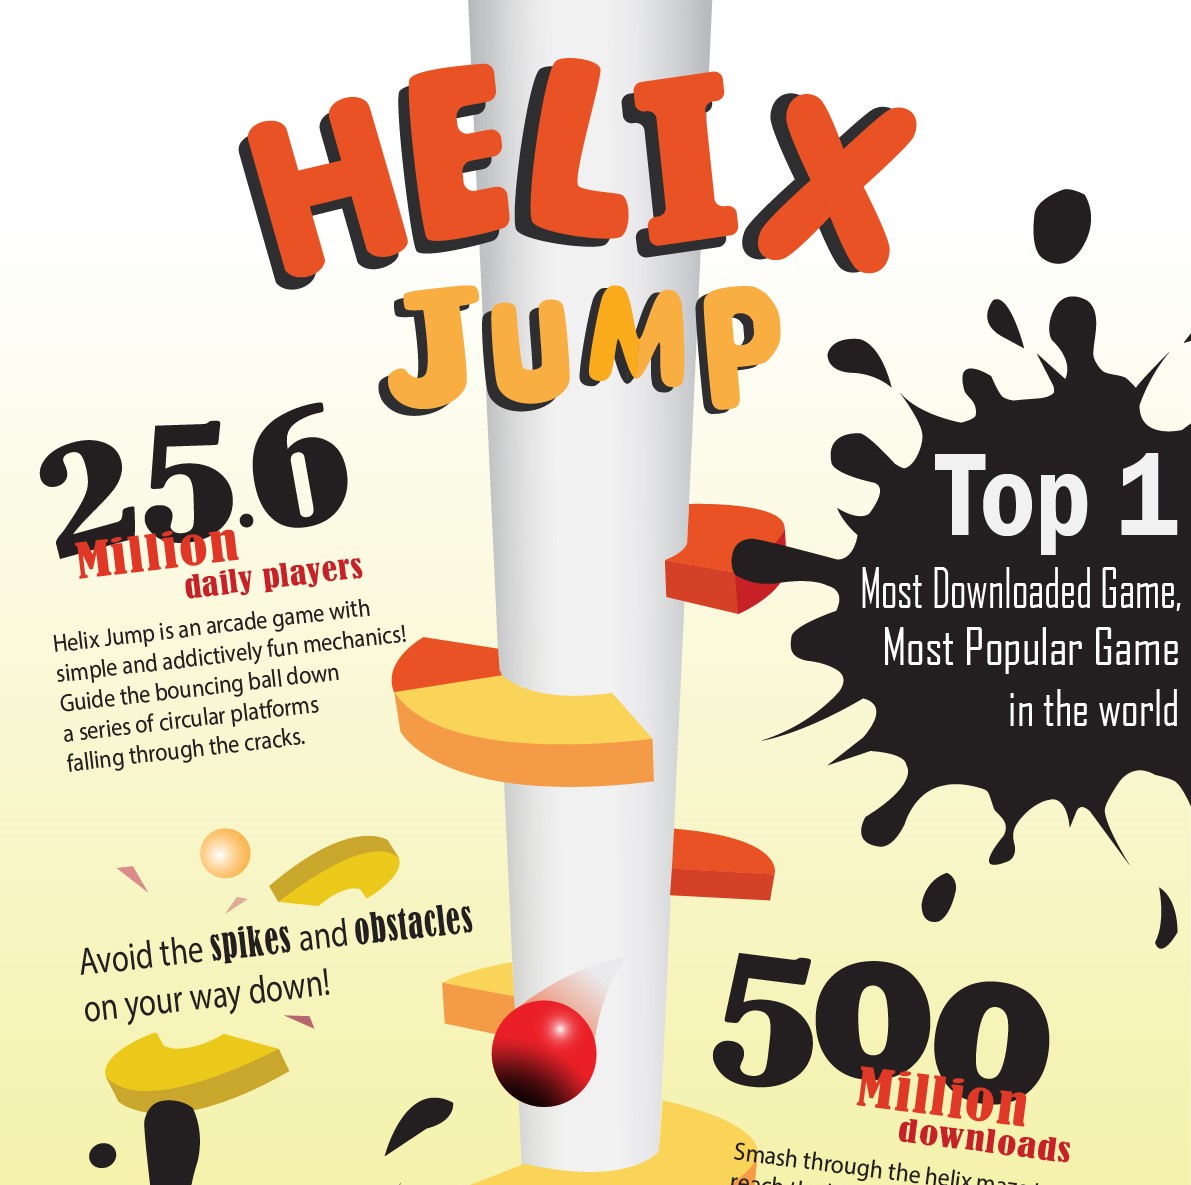 HELIX
JUMP
25.6
Million
daily players
Helix Jump is an arcade game with
simple and addictively fun mechanics!
Guide the bouncing ball down
a series of circular platforms
falling through the cracks.
Top 1
Most Downloaded Game,
Most Popular Game
in the world
Avoid the spikes and obstacles
on your way down!
500
Million
downloads
Smash through the helix maze
reach the